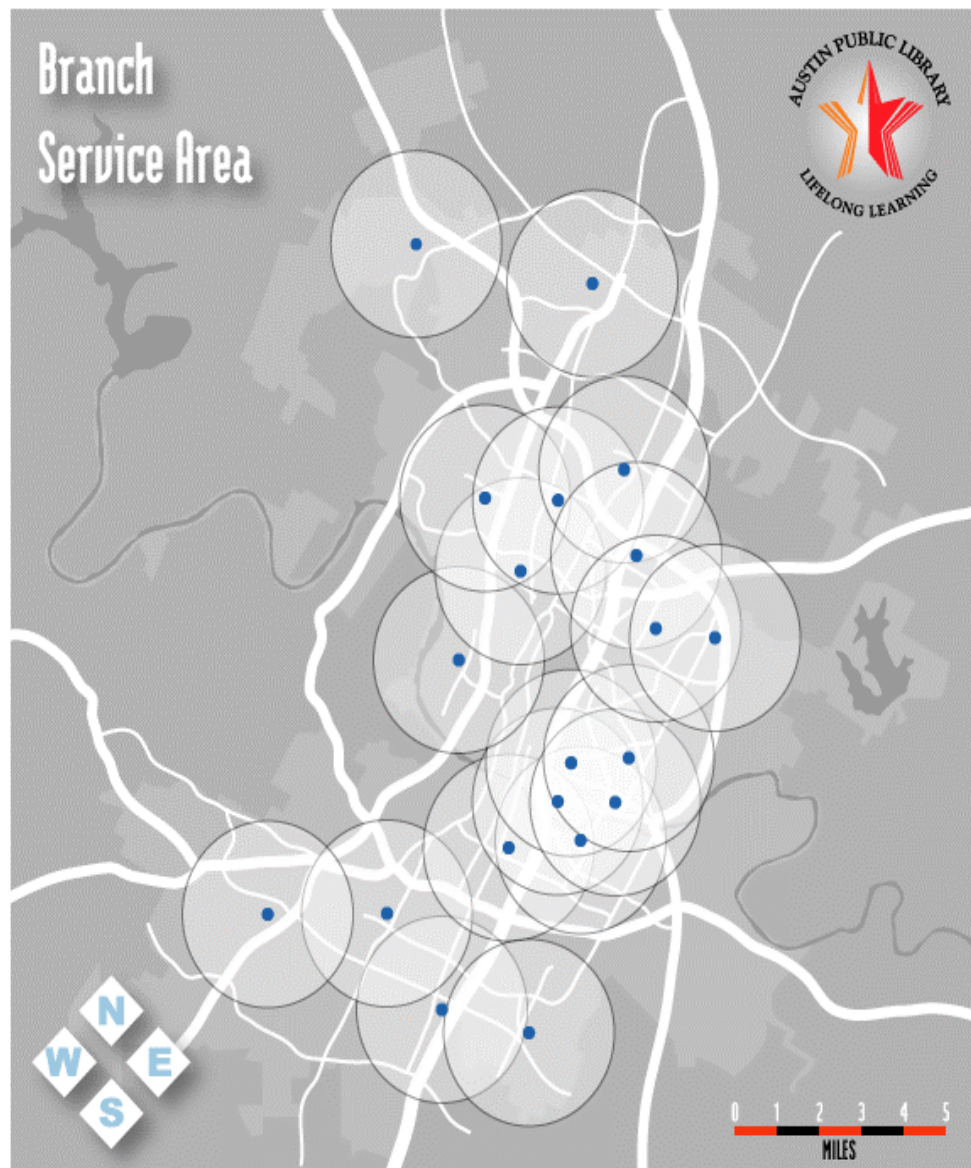 Branch
Service Area
AUSTIN PUBLIC LIBRARY
LIFELONG LEARNING
N
W E
S
0 1 2 3 4 5
MILES